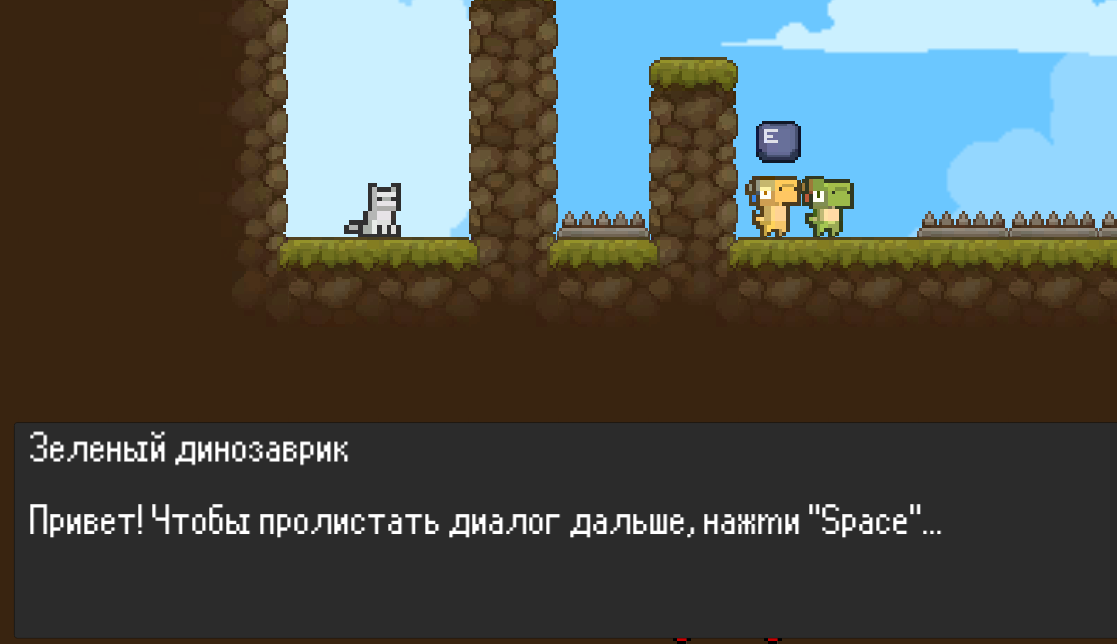 E
Зеленый динозаврик
Привет! Чтобы пролистать диалог дальше, нажми "Space"...